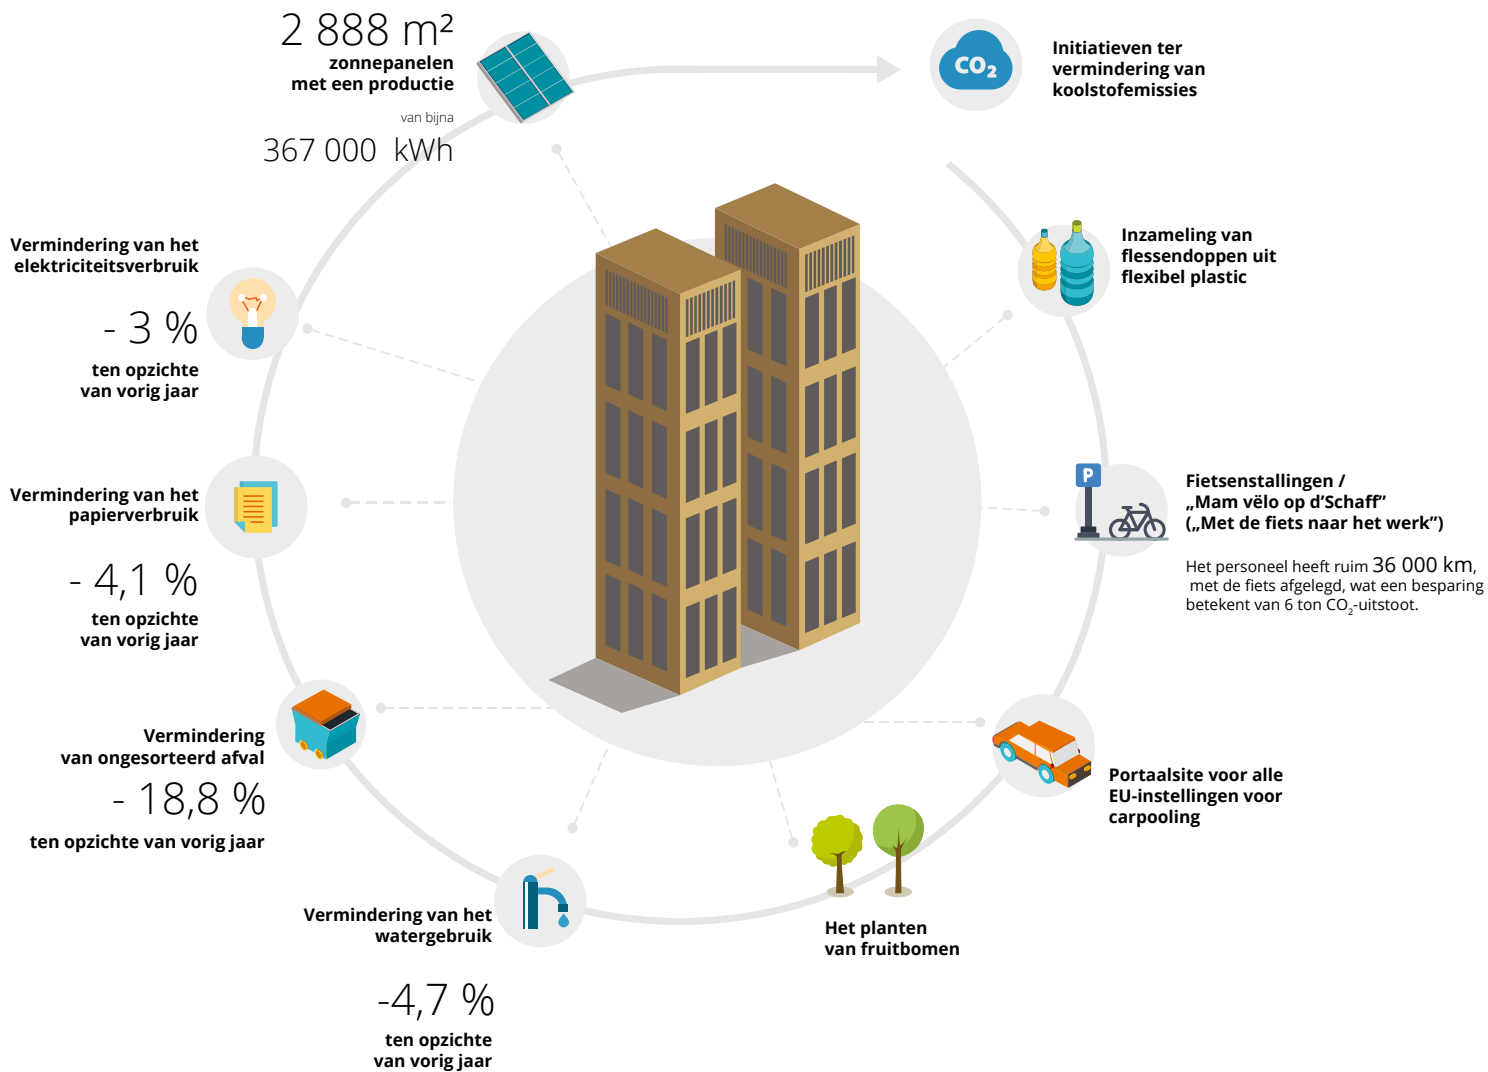 2 888 m²
zonnepanelen
met een productie
van bijna
367 000 kWh
CO₂
Initiatieven ter
vermindering van
koolstofemissies
Vermindering van het
elektriciteitsverbruik
- 3 %
ten opzichte
van vorig jaar
Inzameling van
flessendoppen uit
flexibel plastic
Vermindering van het
papierverbruik
- 4,1 %
ten opzichte
van vorig jaar
P
Fietsenstallingen /
„Mam vëlo op d’Schaff”
(„Met de fiets naar het werk”)
Het personeel heeft ruim 36 000 km,
met de fiets afgelegd, wat een besparing
betekent van 6 ton CO₂-uitstoot.
Vermindering
van ongesorteerd afval
- 18,8 %
ten opzichte van vorig jaar
Portaalsite voor alle
EU-instellingen voor
carpooling
Vermindering van het
watergebruik
-4,7 %
ten opzichte
van vorig jaar
Het planten
van fruitbomen